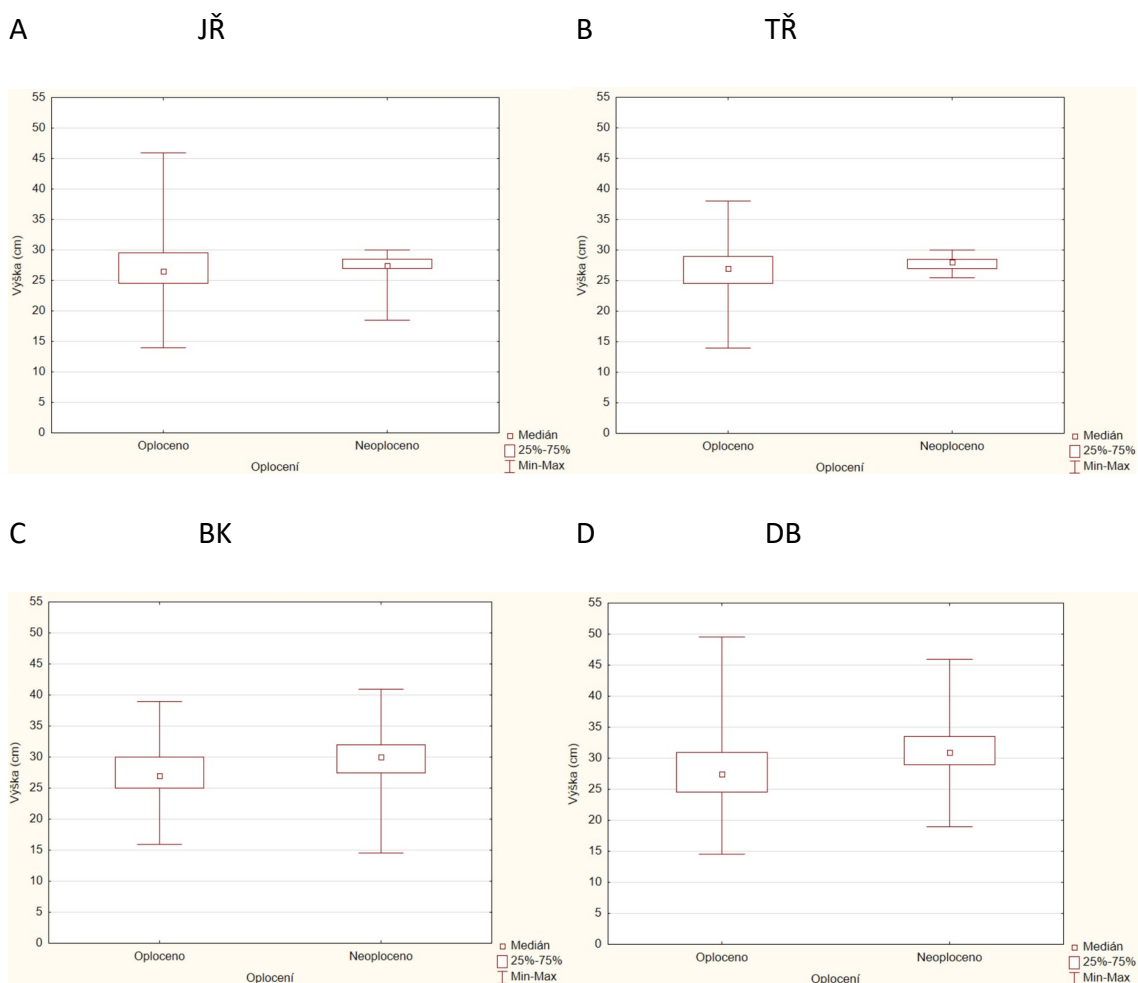 A JŘ
B TŘ
55
50
45
40
35
30
25
20
15
10
5
0
Výška (cm)
Oploceno Neoploceno
Oplocení
Medián
25%-75%
Min-Max
55
50
45
40
35
30
25
20
15
10
5
0
Výška (cm)
Oploceno Neoploceno
Oplocení
Medián
25%-75%
Min-Max
C BK
D DB
55
50
45
40
35
30
25
20
15
10
5
0
Výška (cm)
Oploceno Neoploceno
Oplocení
Medián
25%-75%
Min-Max
55
50
45
40
35
30
25
20
15
10
5
0
Výška (cm)
Oploceno Neoploceno
Oplocení
Medián
25%-75%
Min-Max